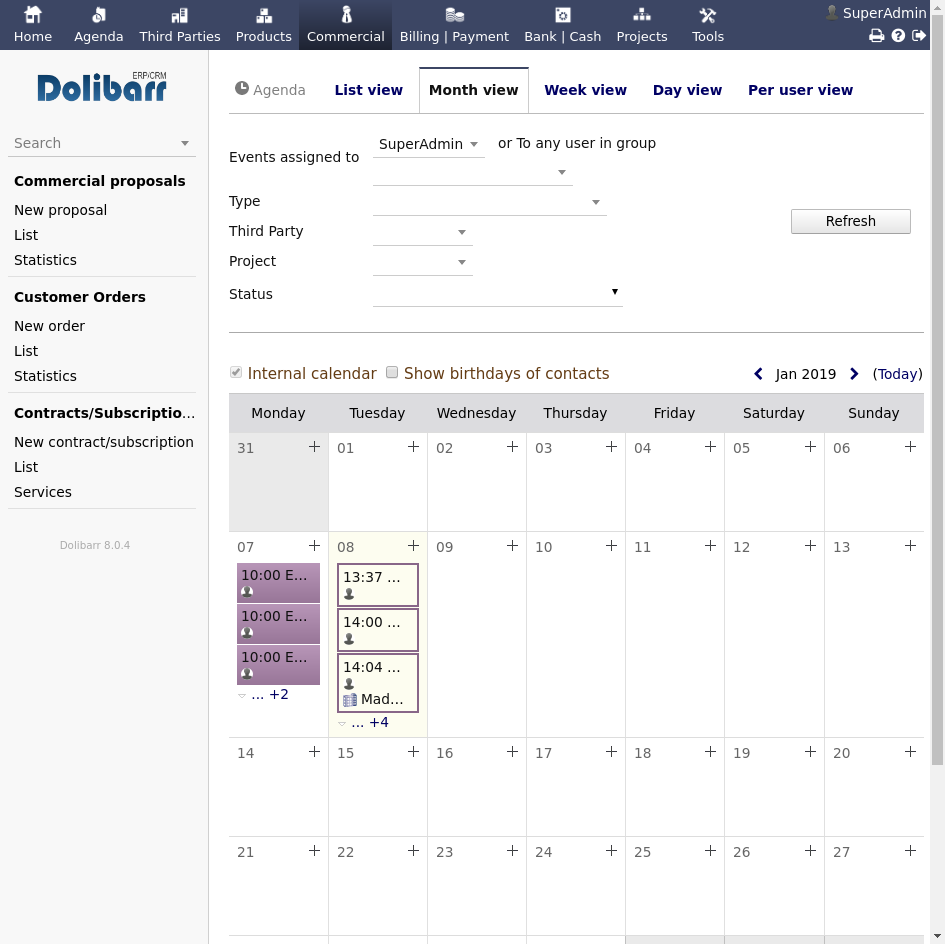 Home Agenda Third Parties Products Commercial Billing | Payment Bank | Cash Projects Tools SuperAdmin
Dolibarr ERP/CRM
Search
Commercial proposals
New proposal
List
Statistics
Customer Orders
New order
List
Statistics
Contracts/Subscriptio...
New contract/subscription
List
Services
Dolibarr 8.0.4
Agenda List view Month view Week view Day view Per user view
Events assigned to SuperAdmin or To any user in group
Type
Third Party
Project
Status
Refresh
Internal calendar Show birthdays of contacts Jan 2019 (Today)
Monday Tuesday Wednesday Thursday Friday Saturday Sunday
31 + 01 + 02 + 03 + 04 + 05 + 06 +
07 + 08 + 09 + 10 + 11 + 12 + 13 +
10:00 E...
10:00 E...
10:00 E...
... +2
13:37 ...
14:00 ...
14:04 ...
Mad...
... +4
14 + 15 + 16 + 17 + 18 + 19 + 20 +
21 + 22 + 23 + 24 + 25 + 26 + 27 +